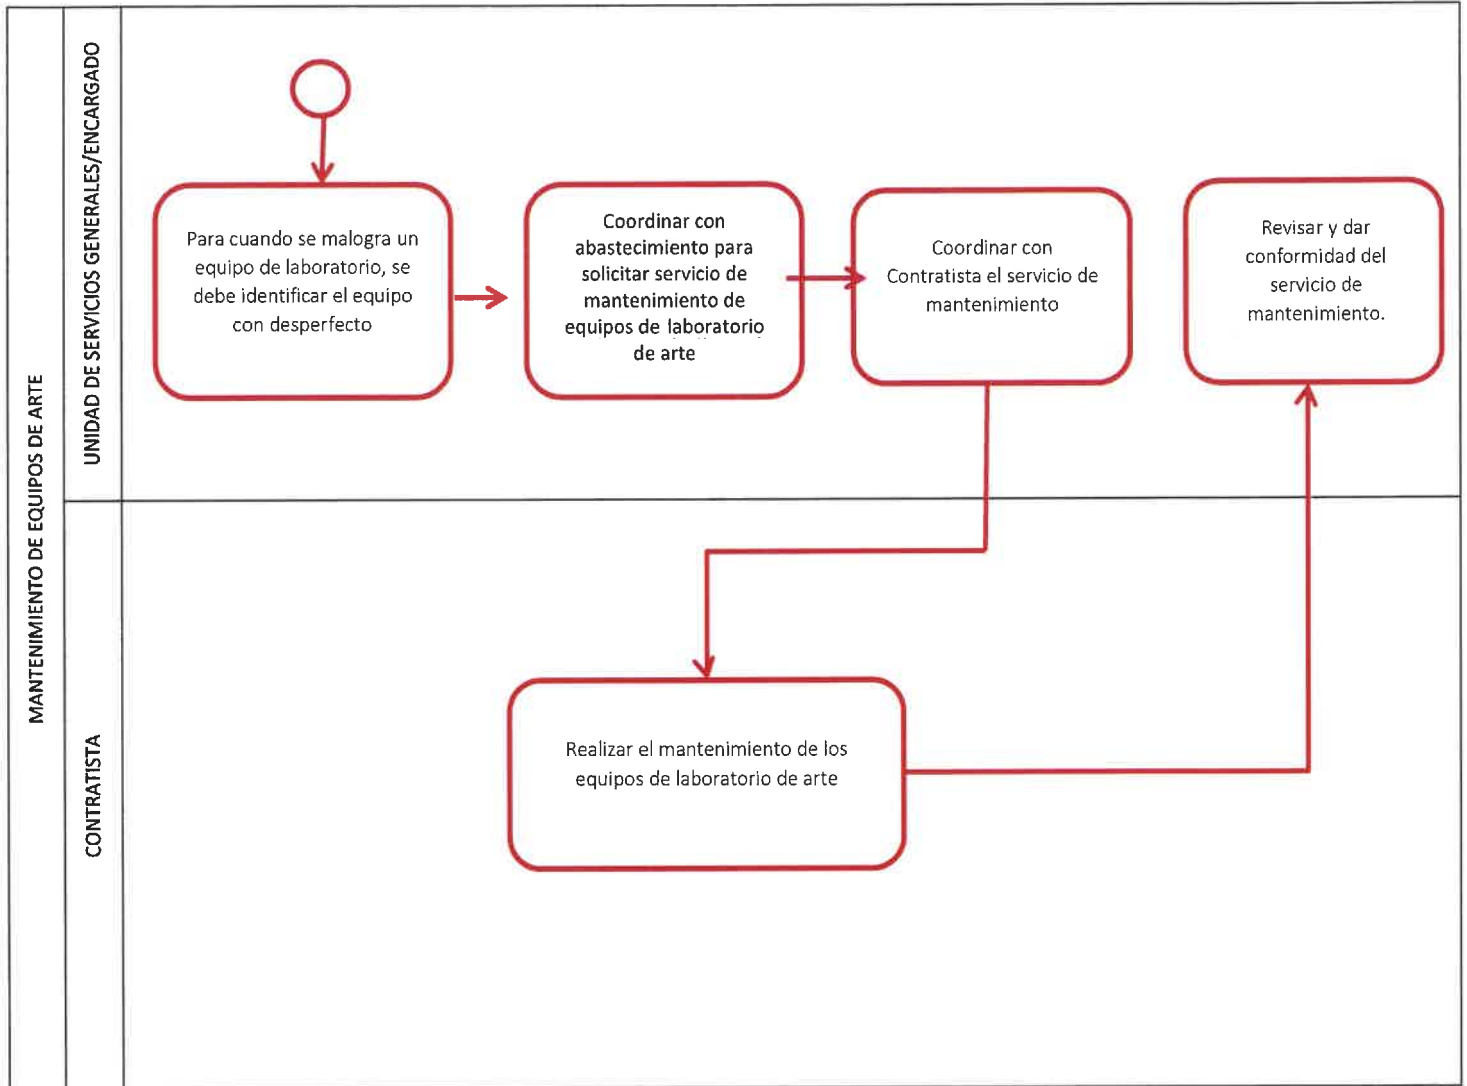 MANTENIMIENTO DE EQUIPOS DE ARTE
UNIDAD DE SERVICIOS GENERALES/ENCARGADO
Para cuando se malogra un
equipo de laboratorio, se
debe identificar el equipo
con desperfecto
Coordinar con
abastecimiento para
solicitar servicio de
mantenimiento de
equipos de laboratorio
de arte
Coordinar con
Contratista el servicio de
mantenimiento
Revisar y dar
conformidad del
servicio de
mantenimiento.
CONTRATISTA
Realizar el mantenimiento de los
equipos de laboratorio de arte